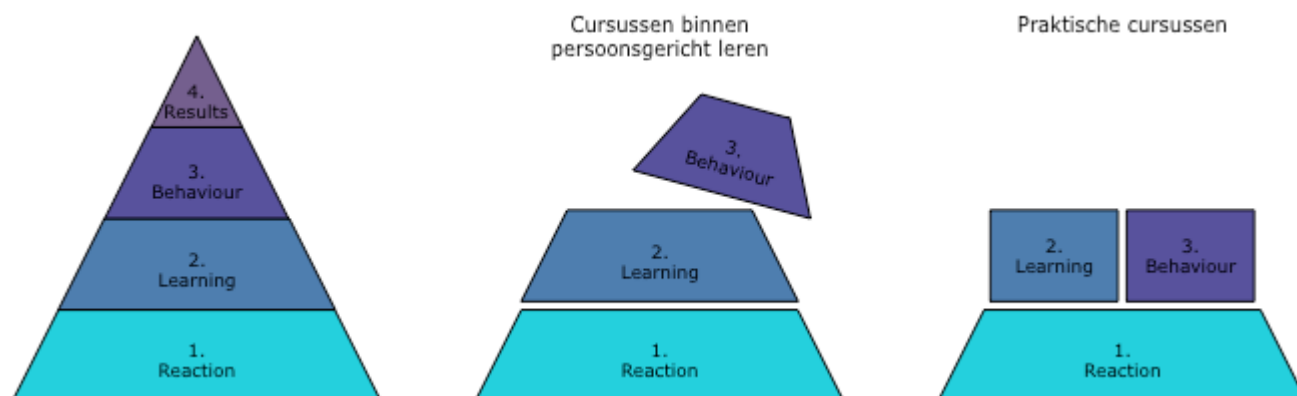 4.
Results
3.
Behaviour
2.
Learning
1.
Reaction
Cursussen binnen
persoonsgericht leren
3.
Behaviour
2.
Learning
1.
Reaction
Praktische cursussen
2.
Learning
3.
Behaviour
1.
Reaction